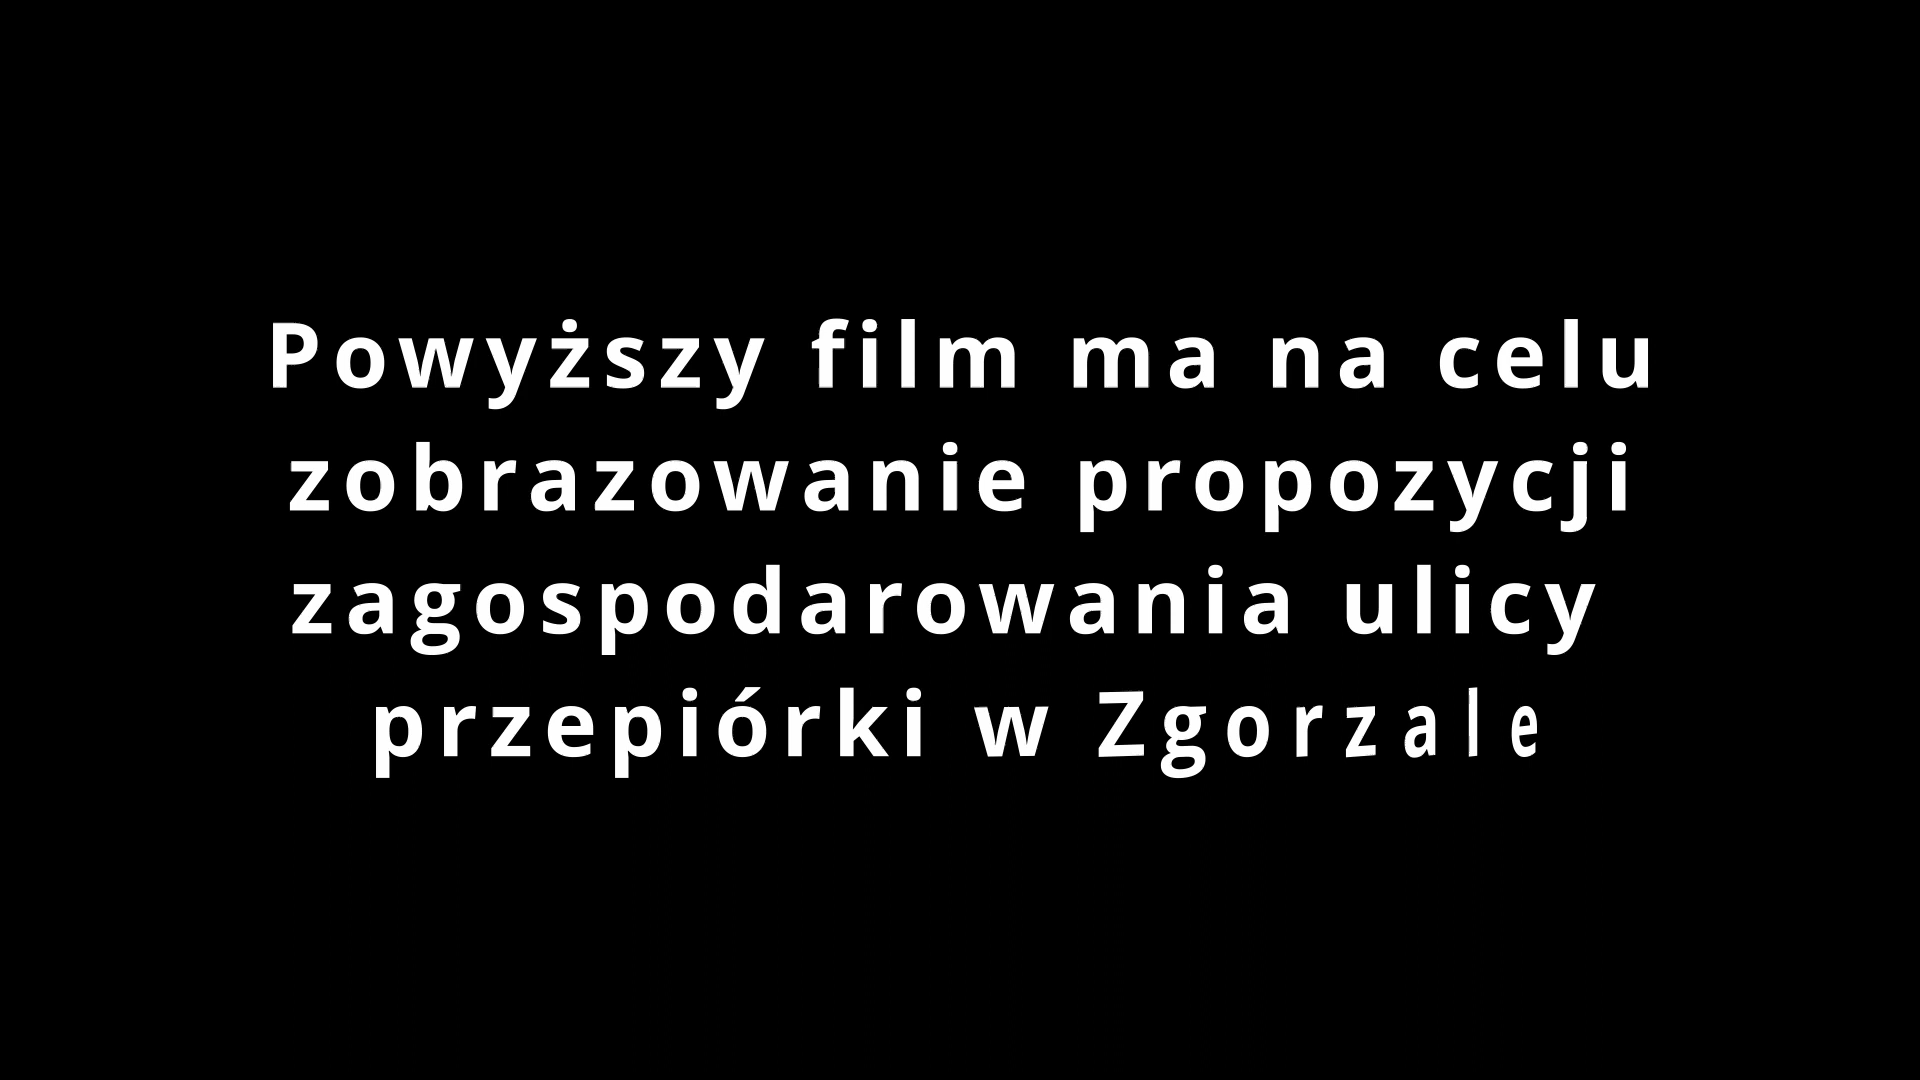 Powyższy film ma na celu
zobrazowanie propozycji
zagospodarowania ulicy
przepiórki w Zgorzale